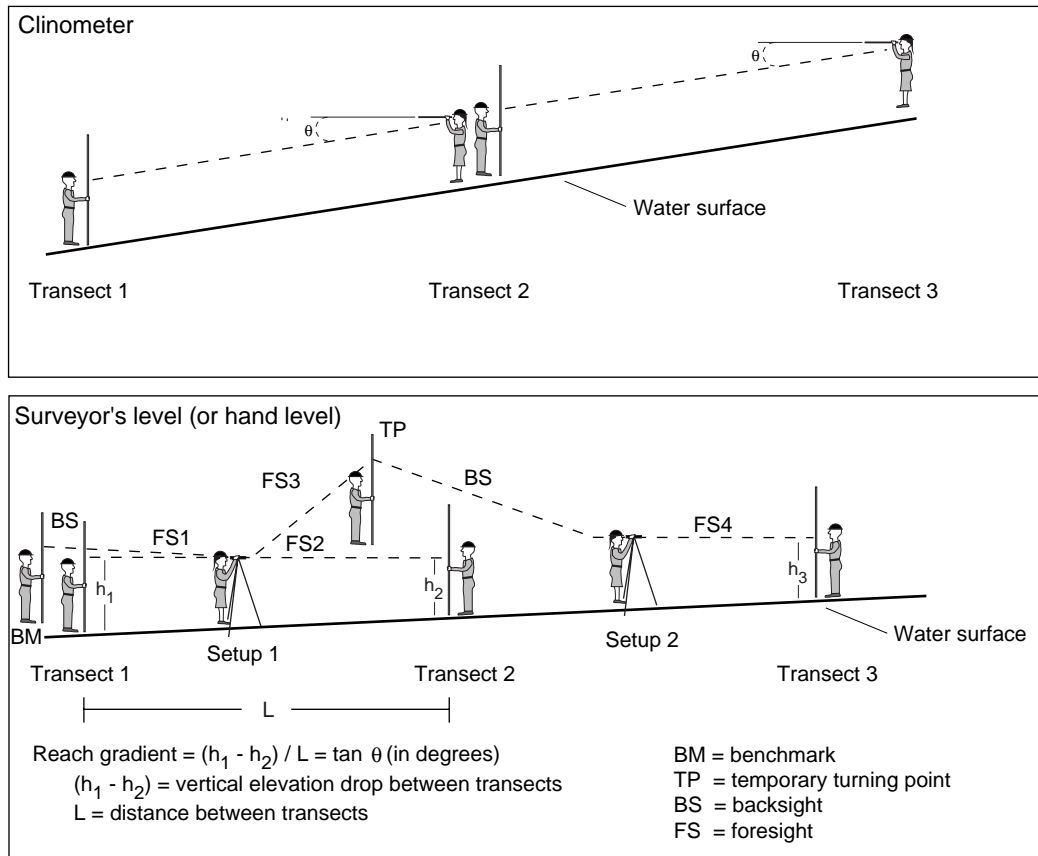 Clinometer
θ
θ
Water surface
Transect 1
Transect 2
Transect 3
Surveyor's level (or hand level)
TP
FS3
BS
BS
FS1
FS2
FS4
h1
h2
h3
BM
Setup 1
Setup 2
Water surface
Transect 1
Transect 2
Transect 3
L
Reach gradient = (h1 - h2) / L = tan θ (in degrees)
(h1 - h2) = vertical elevation drop between transects
L = distance between transects
BM = benchmark
TP = temporary turning point
BS = backsight
FS = foresight